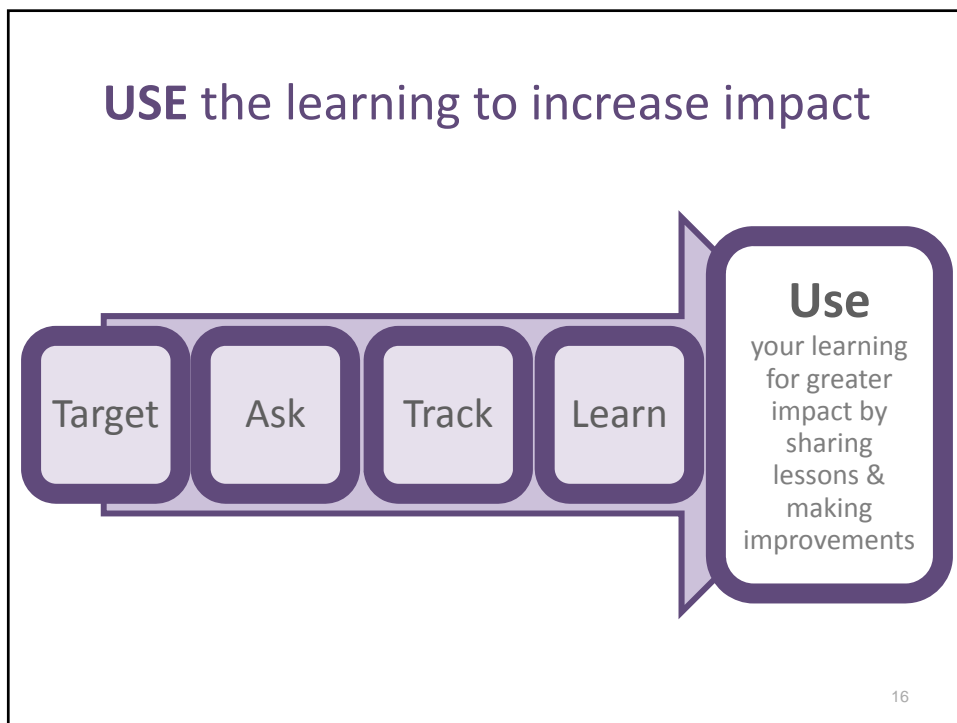 USE the learning to increase impact
Target
Ask
Track
Learn
Use
your learning
for greater
impact by
sharing
lessons &
making
improvements
16